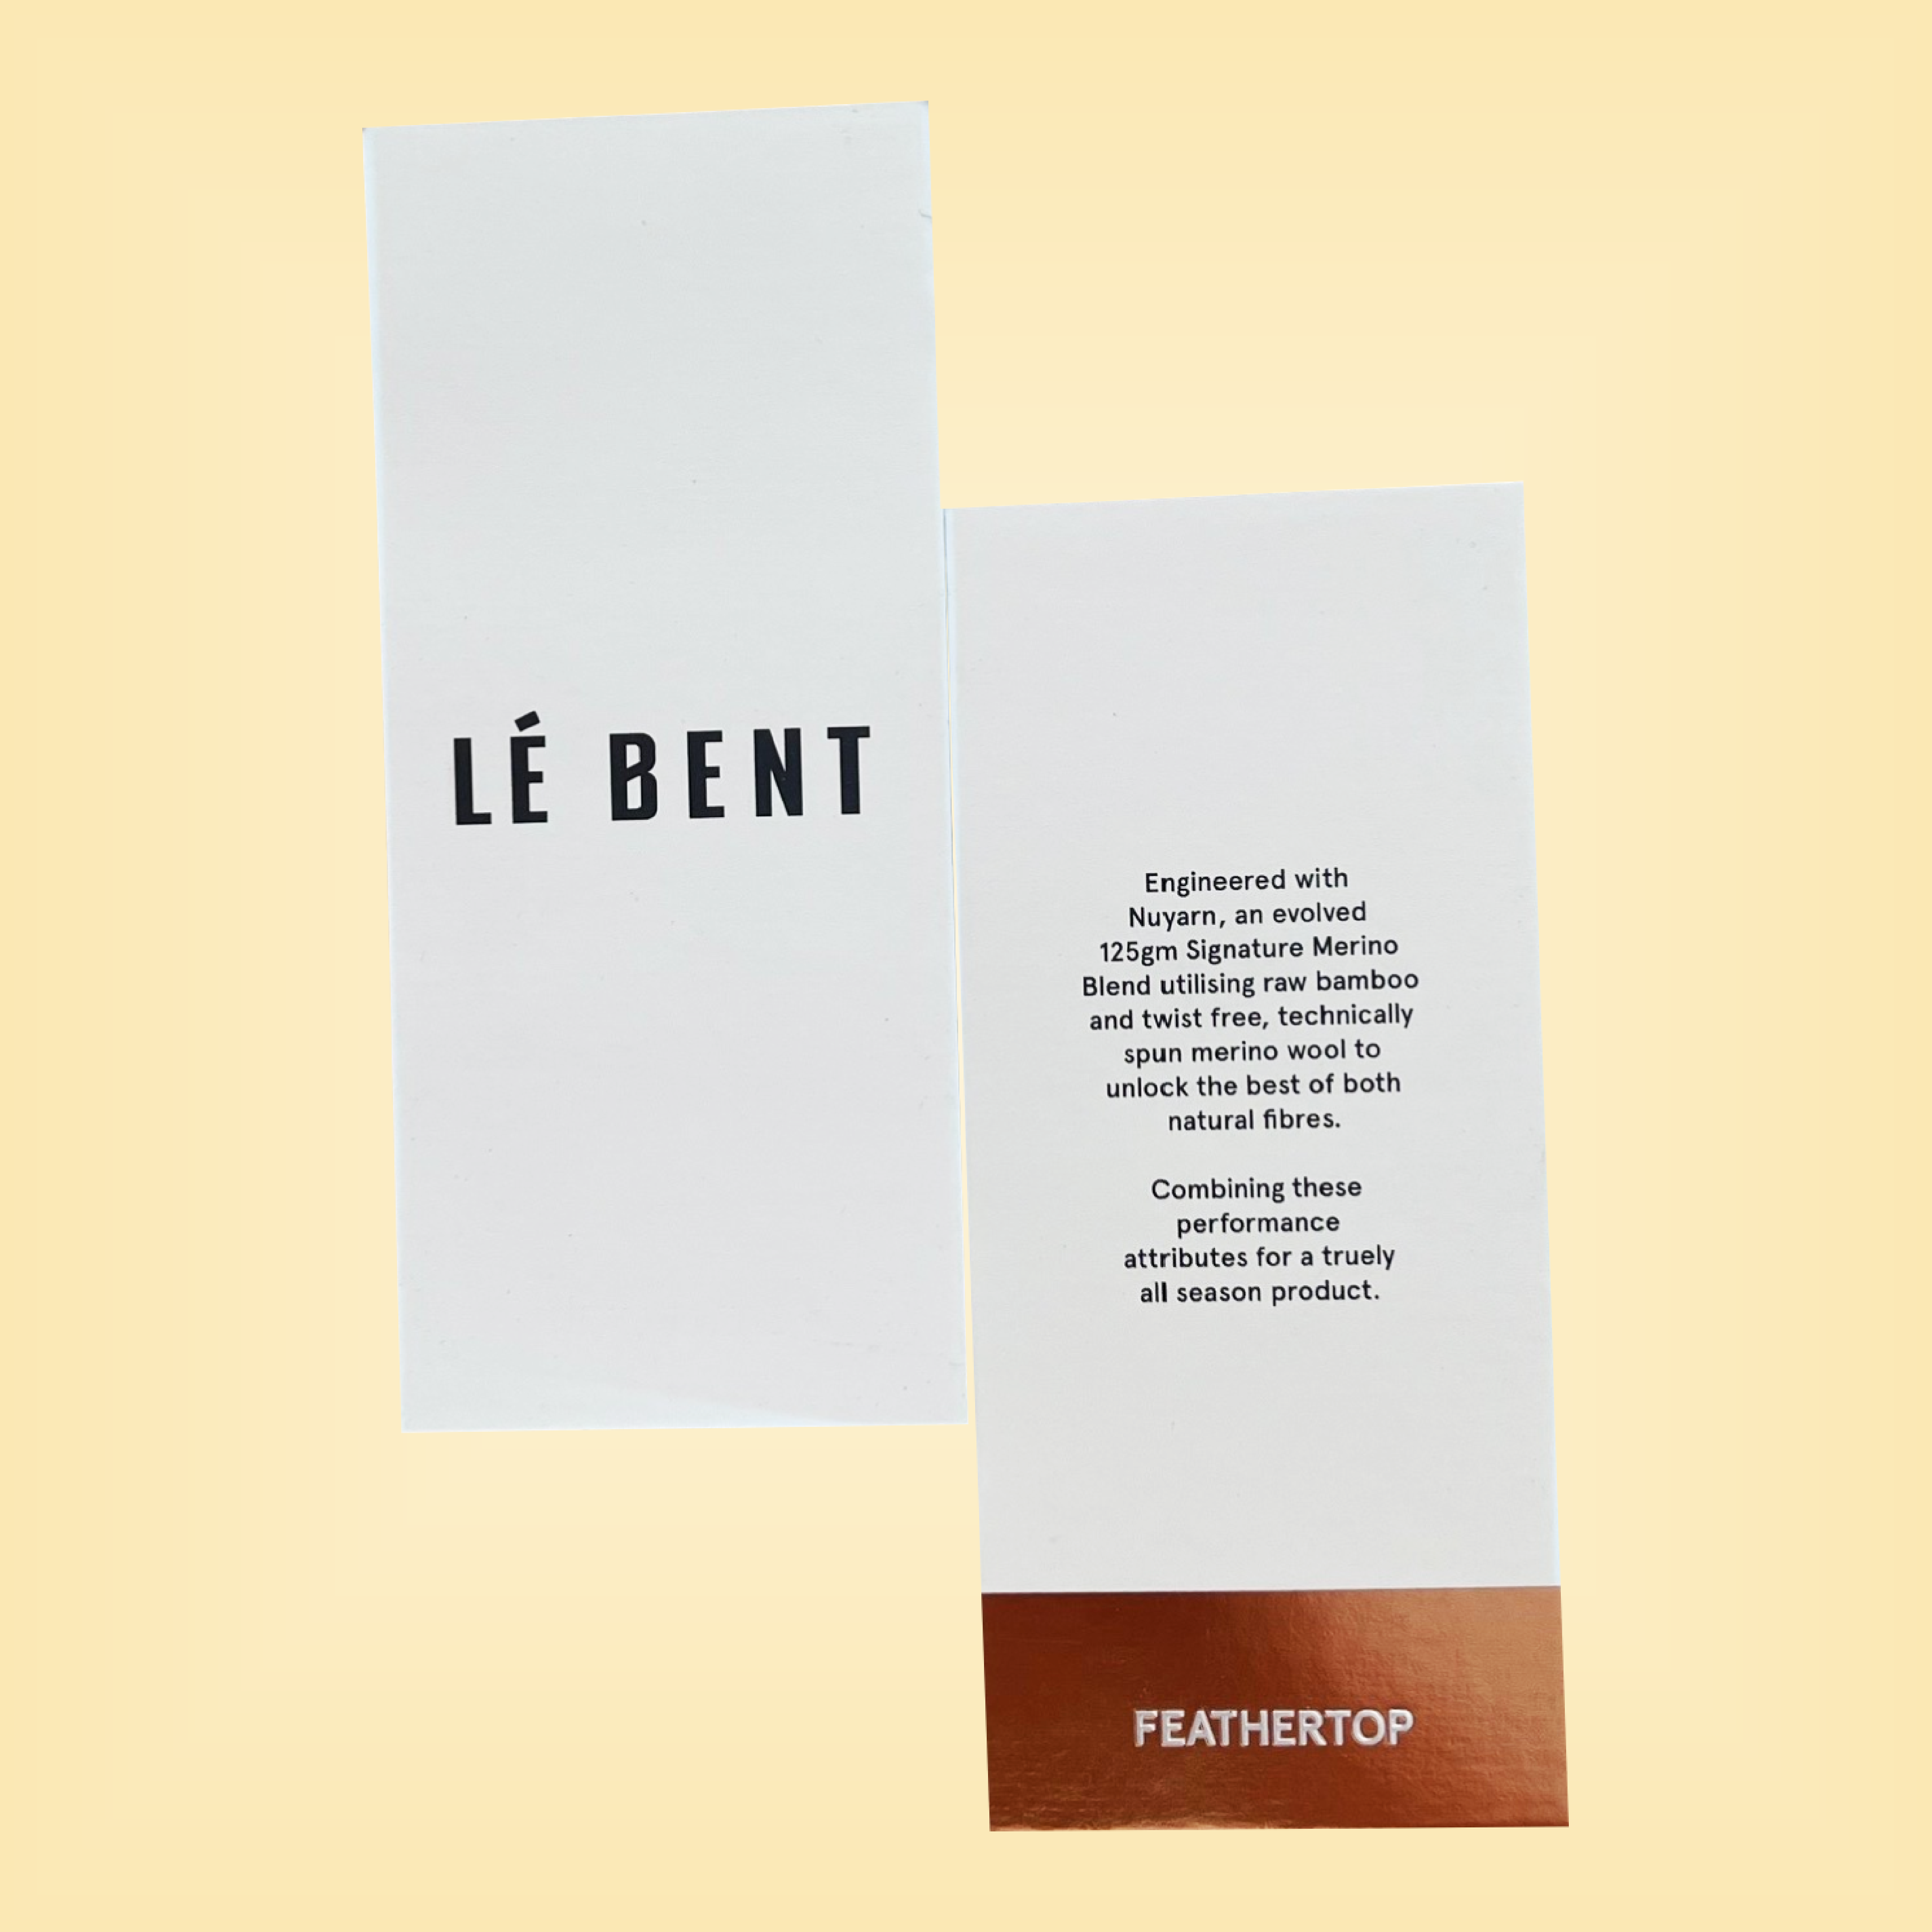 LÉ BENT
Engineered with
Nuyarn, an evolved
125gm Signature Merino
Blend utilising raw bamboo
and twist free, technically
spun merino wool to
unlock the best of both
natural fibres.
Combining these
performance
attributes for a truely
all season product.
FEATHERTOP